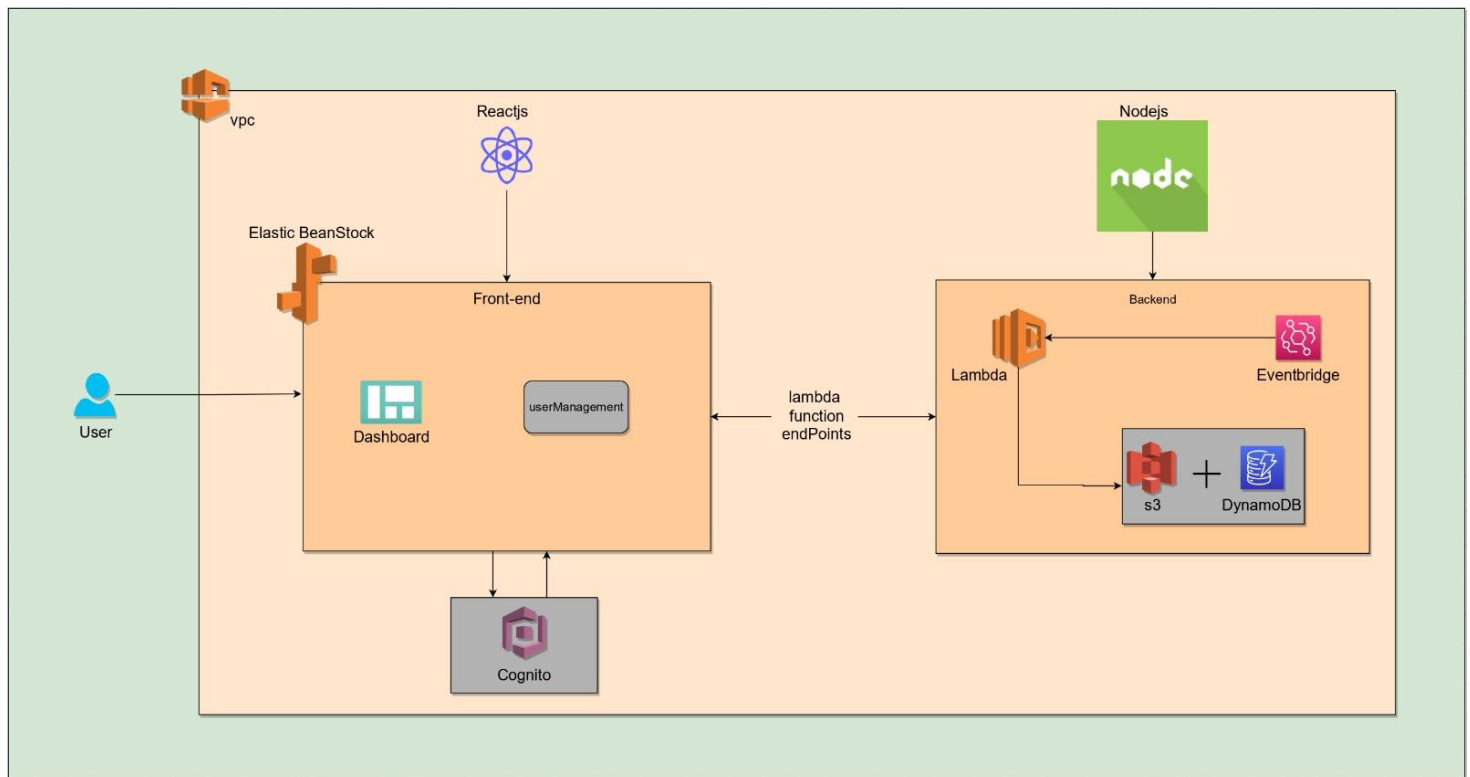 vpc
Reactjs
Nodejs
node
Elastic BeanStock
Front-end
Backend
Lambda
Eventbridge
userManagement
Dashboard
User
lambda
function
endPoints
s3
+
DynamoDB
Cognito